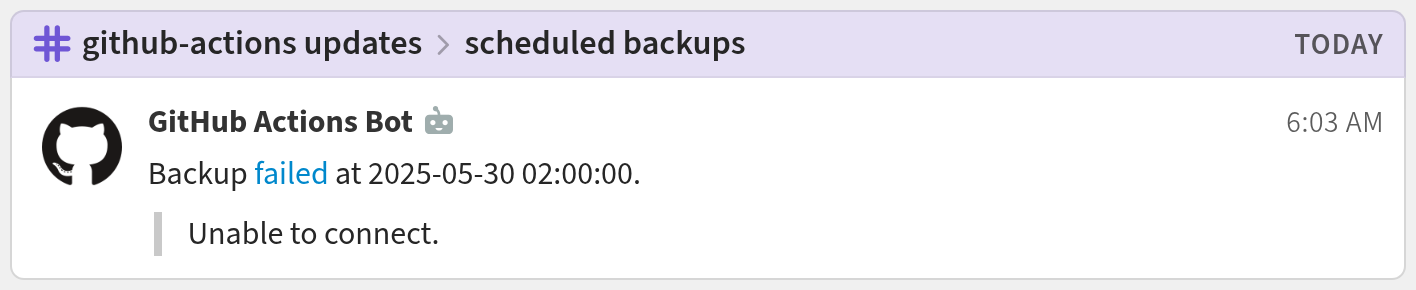 github-actions updates > scheduled backups TODAY
GitHub Actions Bot 6:03 AM
Backup failed at 2025-05-30 02:00:00.
Unable to connect.